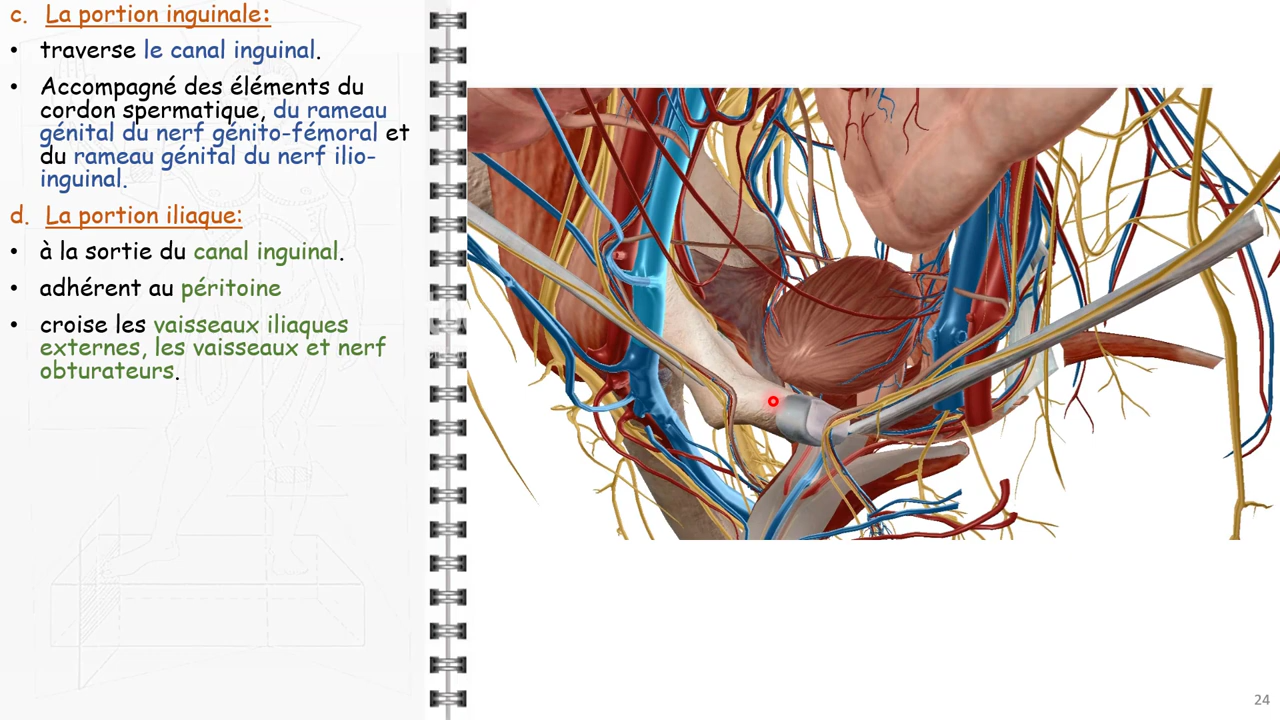 c. La portion inguinale:
• traverse le canal inguinal.
• Accompagné des éléments du
cordon spermatique, du rameau
génital du nerf génito-fémoral et
du rameau génital du nerf ilio-
inguinal.
d. La portion iliaque:
• à la sortie du canal inguinal.
• adhérent au péritoine
• croise les vaisseaux iliaques
externes, les vaisseaux et nerf
obturateurs.
24